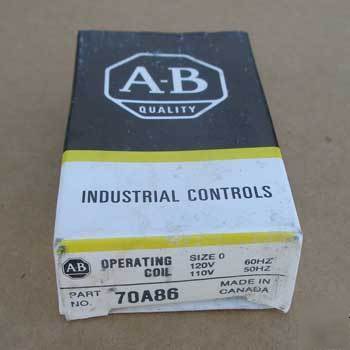 A-B
QUALITY
INDUSTRIAL CONTROLS
AB OPERATING COIL
SIZE 0
120V 60HZ
110V 50HZ
PART NO. 70A86
MADE IN CANADA